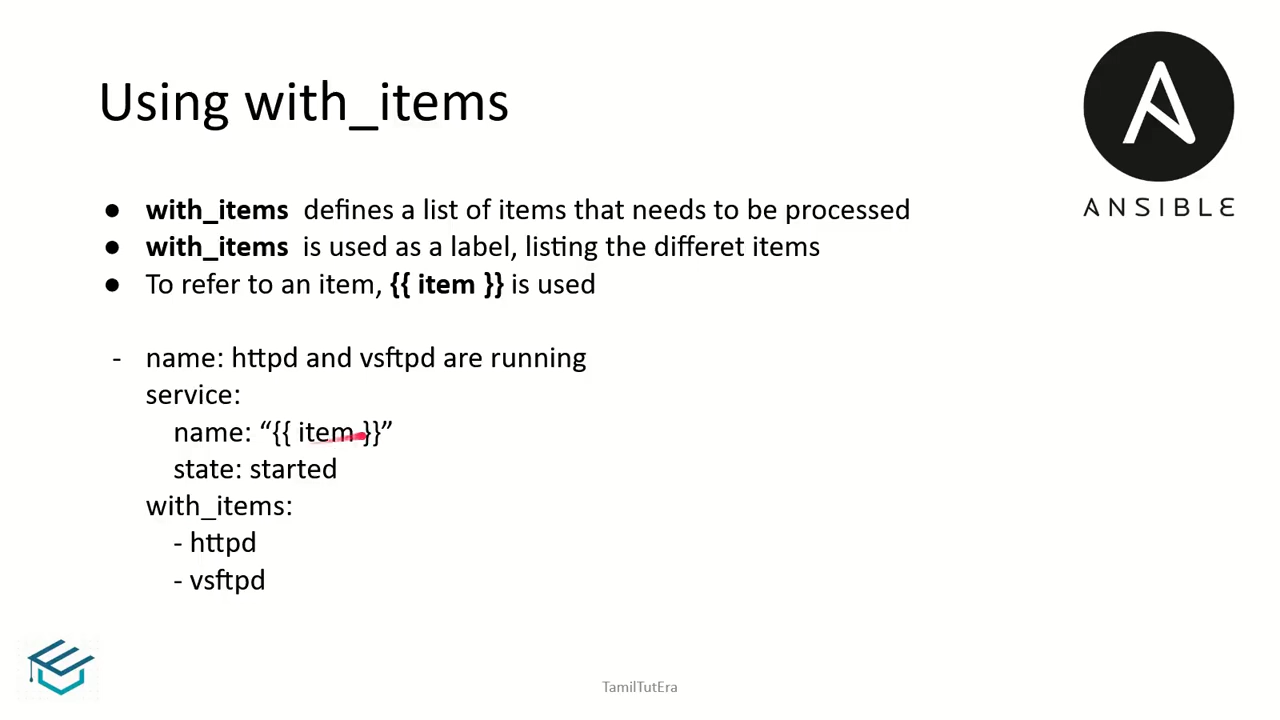 Using with_items
ANSIBLE
● with_items defines a list of items that needs to be processed
● with_items is used as a label, listing the differet items
● To refer to an item, {{ item }} is used
- name: httpd and vsftpd are running
service:
name: “{{ item }}”
state: started
with_items:
- httpd
- vsftpd
TamilTutEra